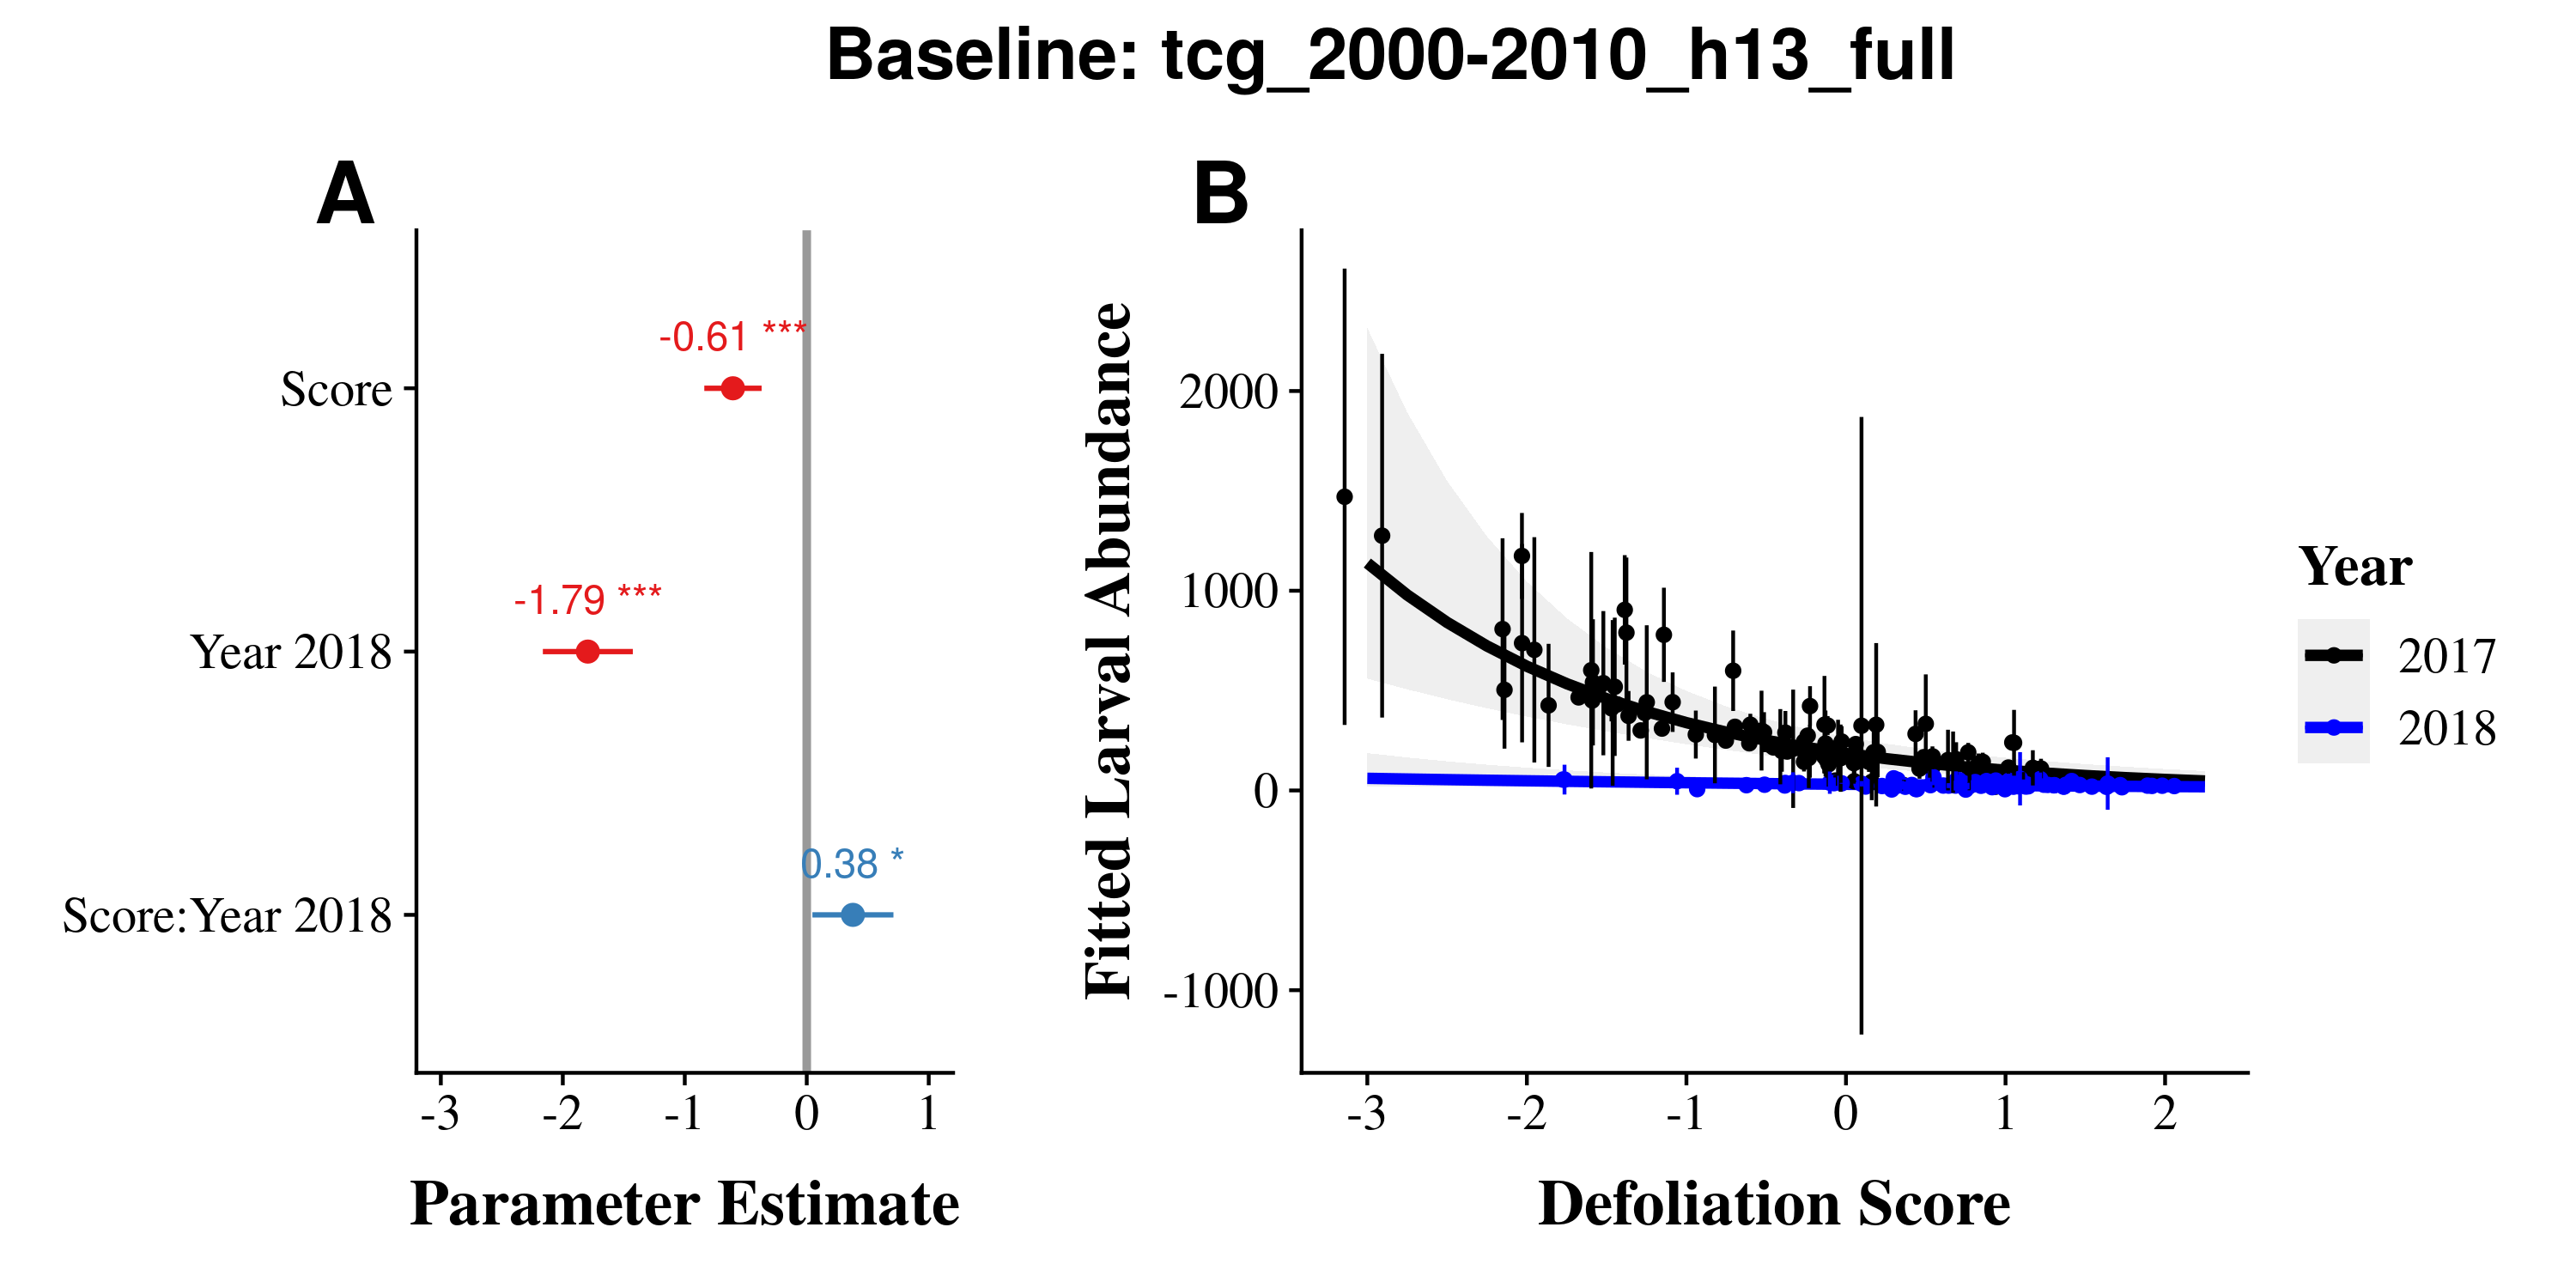 Baseline: tcg_2000-2010_h13_full
A
-0.61 ***
Score
-1.79 ***
Year 2018
0.38 *
Score:Year 2018
-3 -2 -1 0 1
Parameter Estimate
B
Fitted Larval Abundance
2000
1000
0
-1000
-3 -2 -1 0 1 2
Defoliation Score
Year
2017
2018